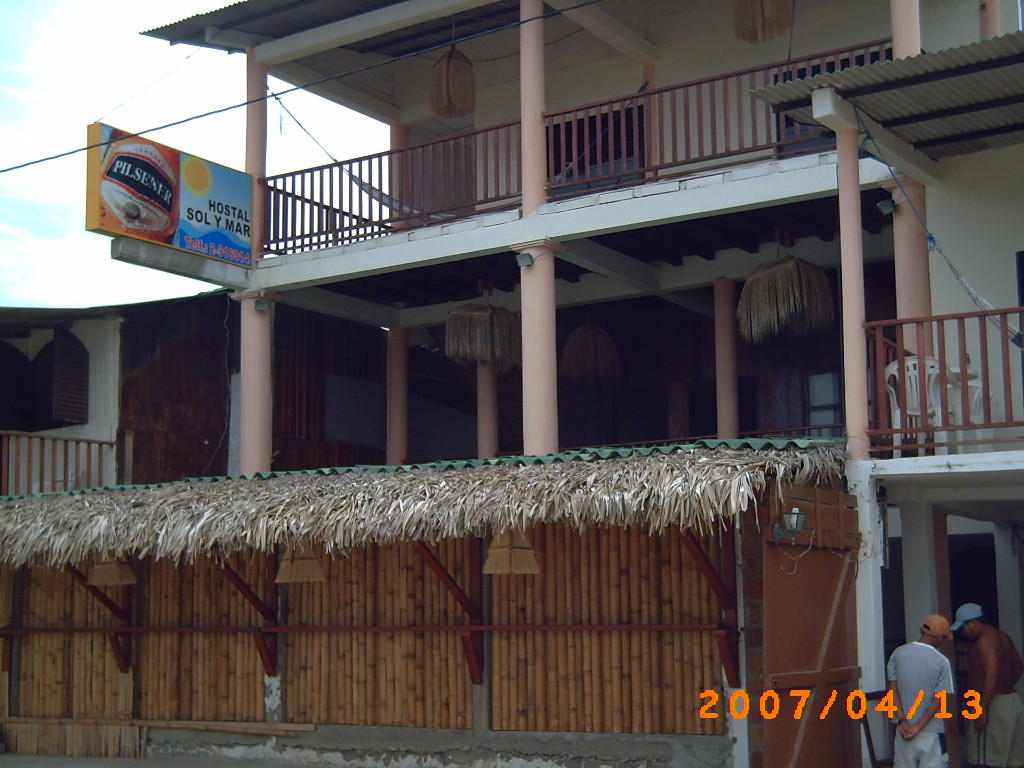 PILSENER
HOSTAL
SOL Y MAR
2007/04/13